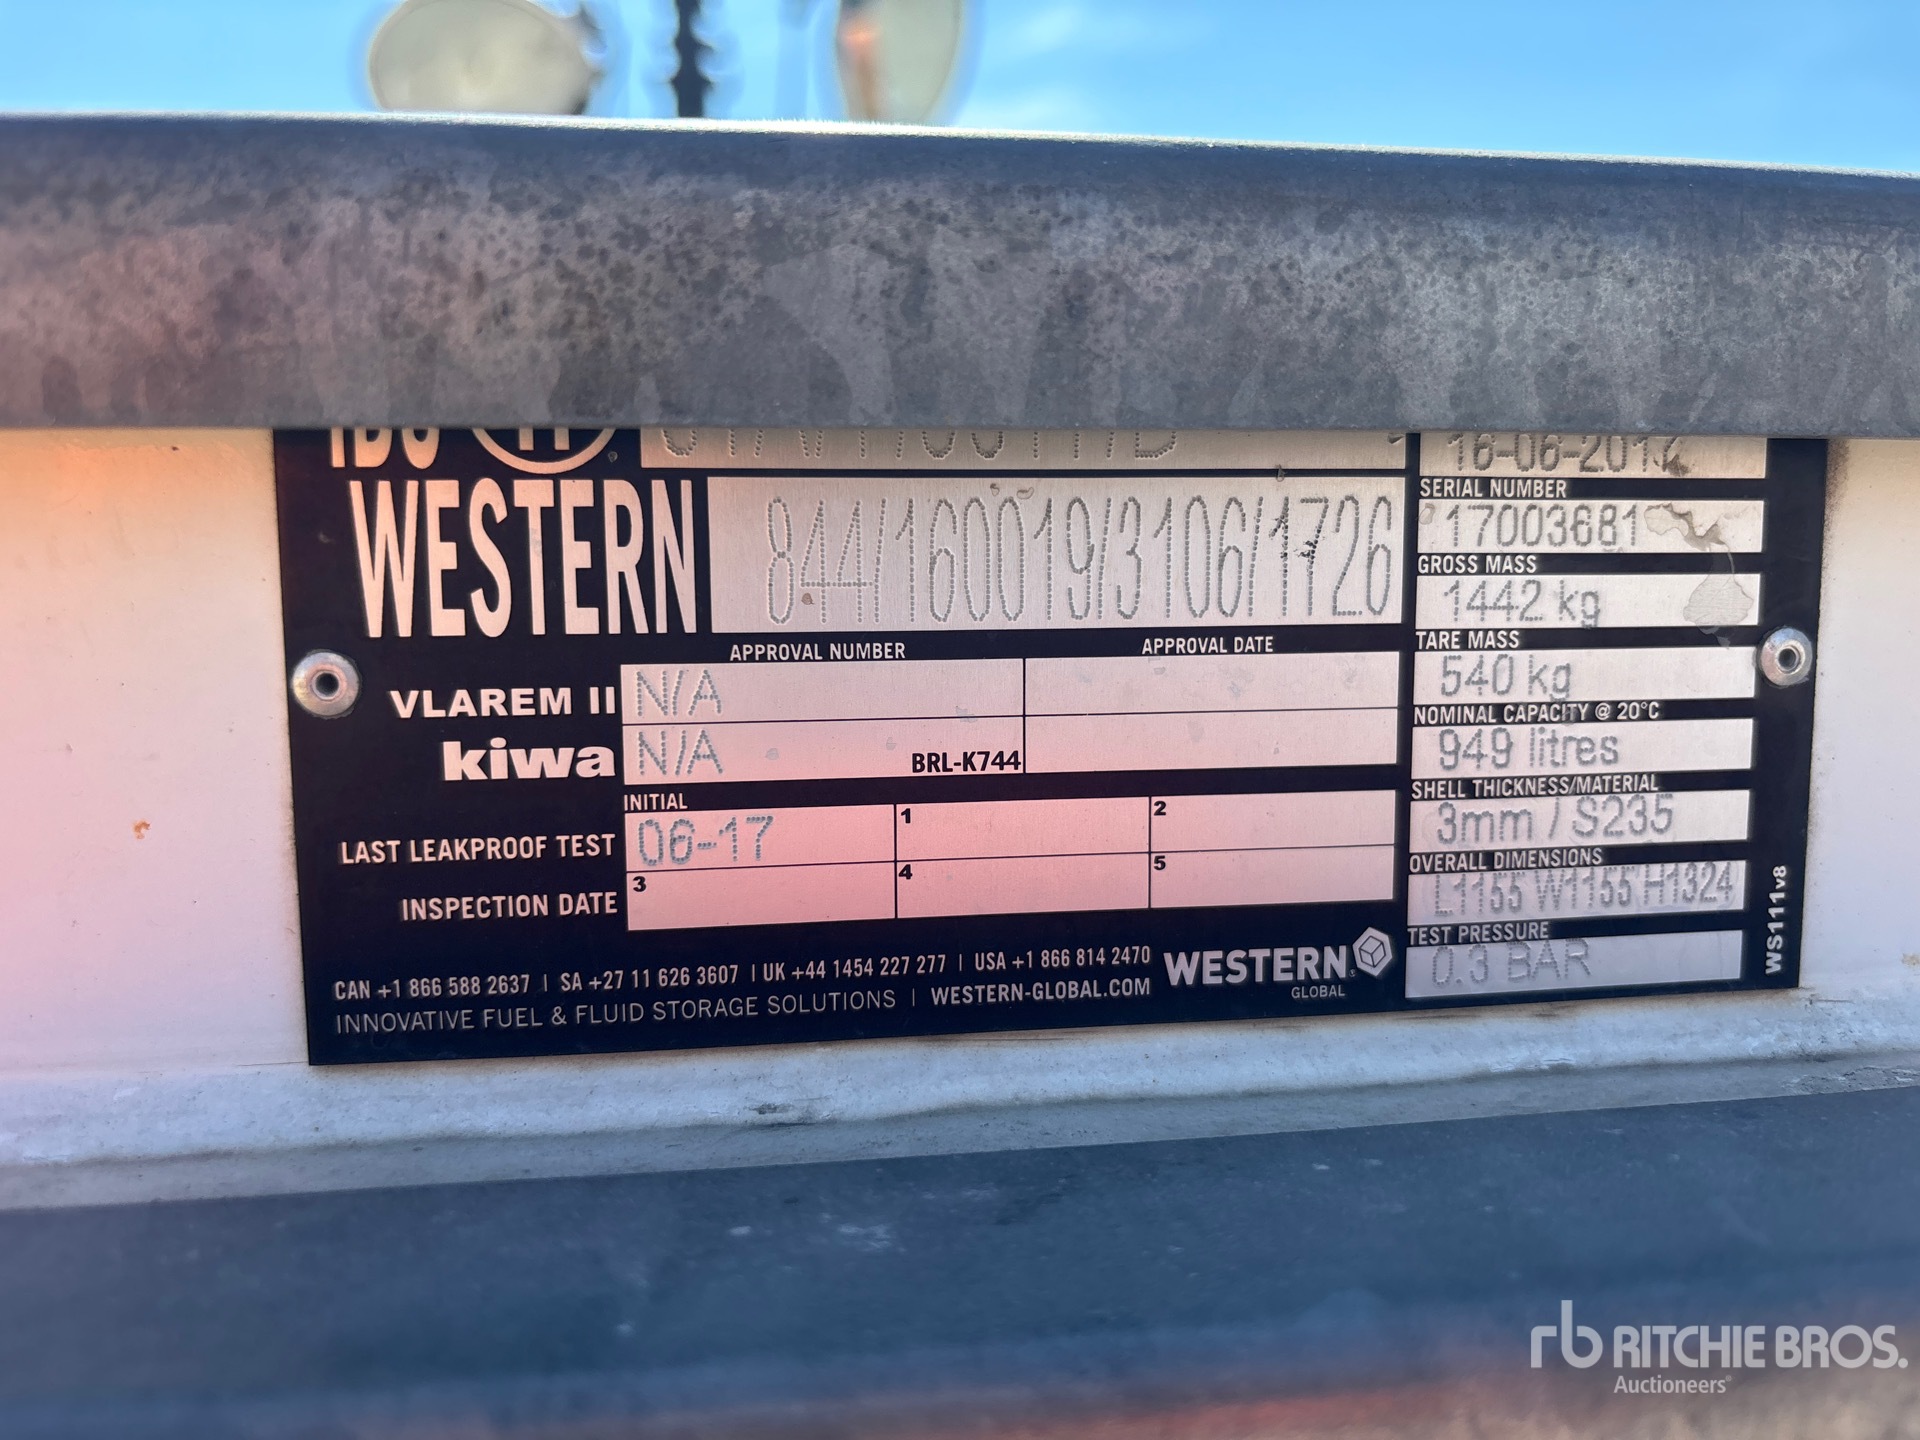 WESTERN 844/160019/3106/1726
16-06-2017
SERIAL NUMBER
17003681
GROSS MASS
1442 kg
TARE MASS
540 kg
NOMINAL CAPACITY @ 20°C
949 litres
SHELL THICKNESS/MATERIAL
3mm / S235
OVERALL DIMENSIONS
L1155 W1155 H1324
TEST PRESSURE
0.3 BAR
APPROVAL NUMBER APPROVAL DATE
VLAREM II N/A
kiwa N/A BRL-K744
INITIAL
LAST LEAKPROOF TEST 06-17 1 2
INSPECTION DATE 3 4 5
CAN +1 866 588 2637 | SA +27 11 626 3607 | UK +44 1454 227 277 | USA +1 866 814 2470
INNOVATIVE FUEL & FLUID STORAGE SOLUTIONS | WESTERN-GLOBAL.COM
WESTERN
GLOBAL
WS11v8
rb RITCHIE BROS.
Auctioneers